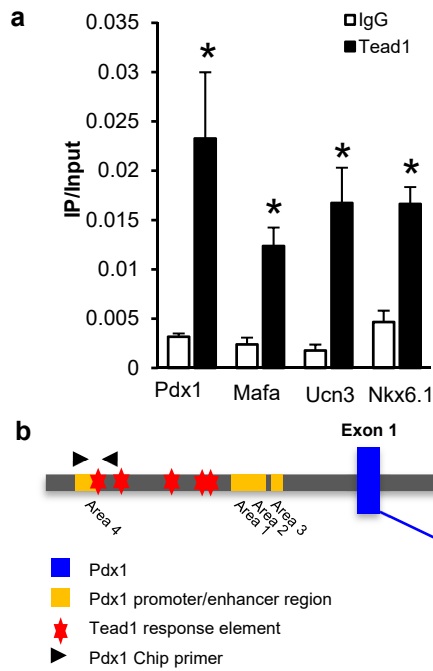 a
IgG
Tead1
IP/Input
0.035
0.03
0.025
0.02
0.015
0.01
0.005
0
* * * *
Pdx1 Mafa Ucn3 Nkx6.1
b
Exon 1
Area 4 Area 1 Area 2 Area 3
Pdx1
Pdx1 promoter/enhancer region
Tead1 response element
Pdx1 Chip primer